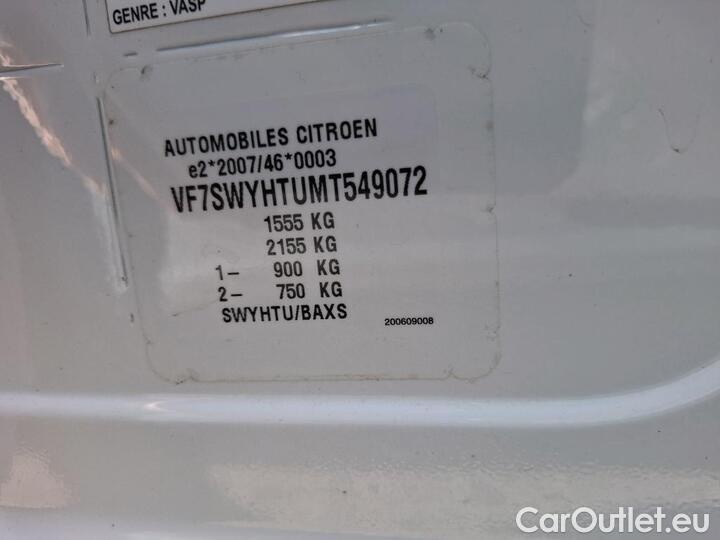 GENRE : VASP
AUTOMOBILES CITROEN
e2*2007/46*0003
VF7SWYHTUMT549072
1555 KG
2155 KG
1– 900 KG
2– 750 KG
SWYHTU/BAXS
200609008
CarOutlet.eu